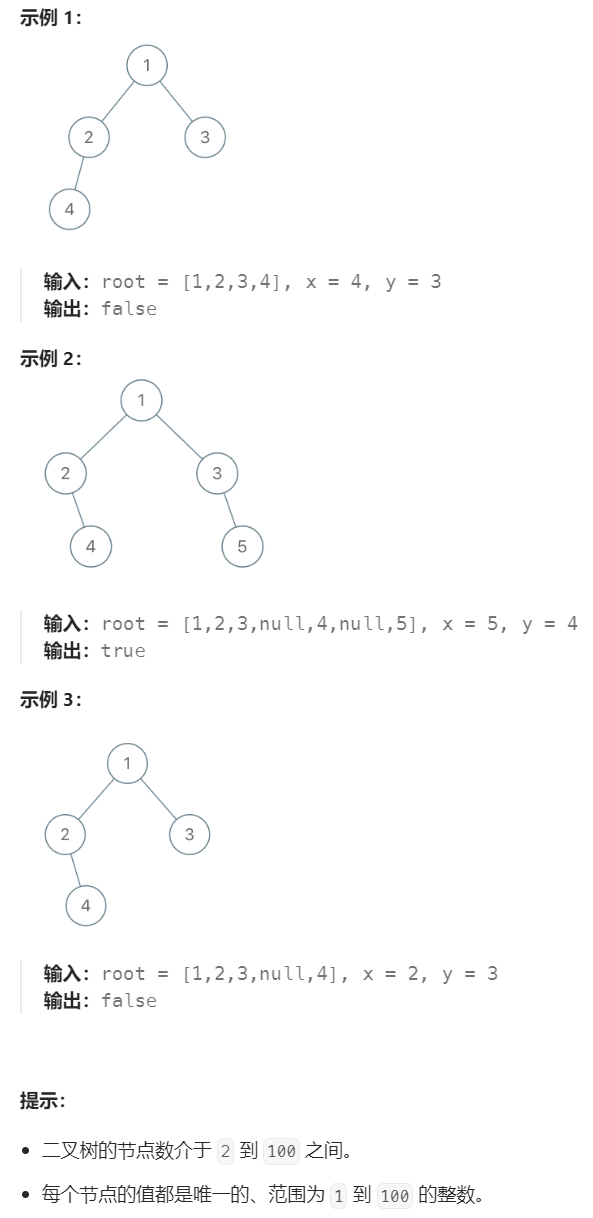 示例 1：
1
2
3
4
输入：root = [1,2,3,4], x = 4, y = 3
输出：false
示例 2：
1
2
3
4
5
输入：root = [1,2,3,null,4,null,5], x = 5, y = 4
输出：true
示例 3：
1
2
3
4
输入：root = [1,2,3,null,4], x = 2, y = 3
输出：false
提示：
• 二叉树的节点数介于 2 到 100 之间。
• 每个节点的值都是唯一的、范围为 1 到 100 的整数。